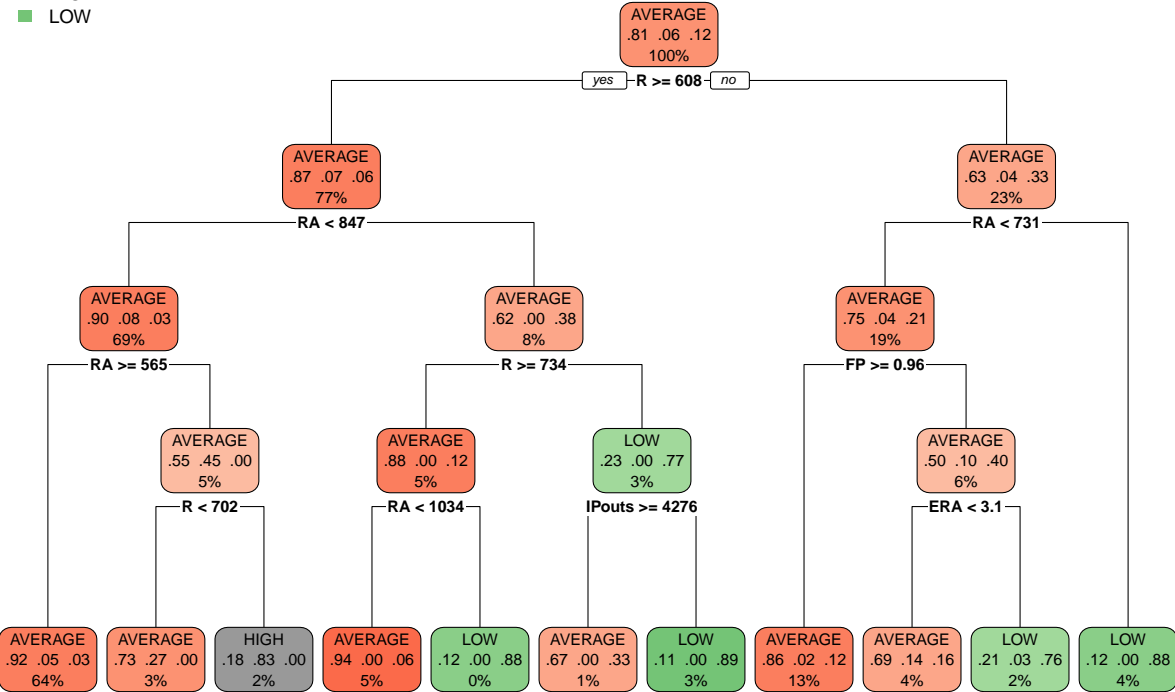 LOW
AVERAGE
.81 .06 .12
100%
yes R >= 608 no
AVERAGE
.87 .07 .06
77%
AVERAGE
.63 .04 .33
23%
RA < 847
RA < 731
AVERAGE
.90 .08 .03
69%
AVERAGE
.62 .00 .38
8%
AVERAGE
.75 .04 .21
19%
RA >= 565
R >= 734
FP >= 0.96
AVERAGE
.55 .45 .00
5%
AVERAGE
.88 .00 .12
5%
LOW
.23 .00 .77
3%
AVERAGE
.50 .10 .40
6%
R < 702
RA < 1034
IPouts >= 4276
ERA < 3.1
AVERAGE
.92 .05 .03
64%
AVERAGE
.73 .27 .00
3%
HIGH
.18 .83 .00
2%
AVERAGE
.94 .00 .06
5%
LOW
.12 .00 .88
0%
AVERAGE
.67 .00 .33
1%
LOW
.11 .00 .89
3%
AVERAGE
.86 .02 .12
13%
AVERAGE
.69 .14 .16
4%
LOW
.21 .03 .76
2%
LOW
.12 .00 .88
4%